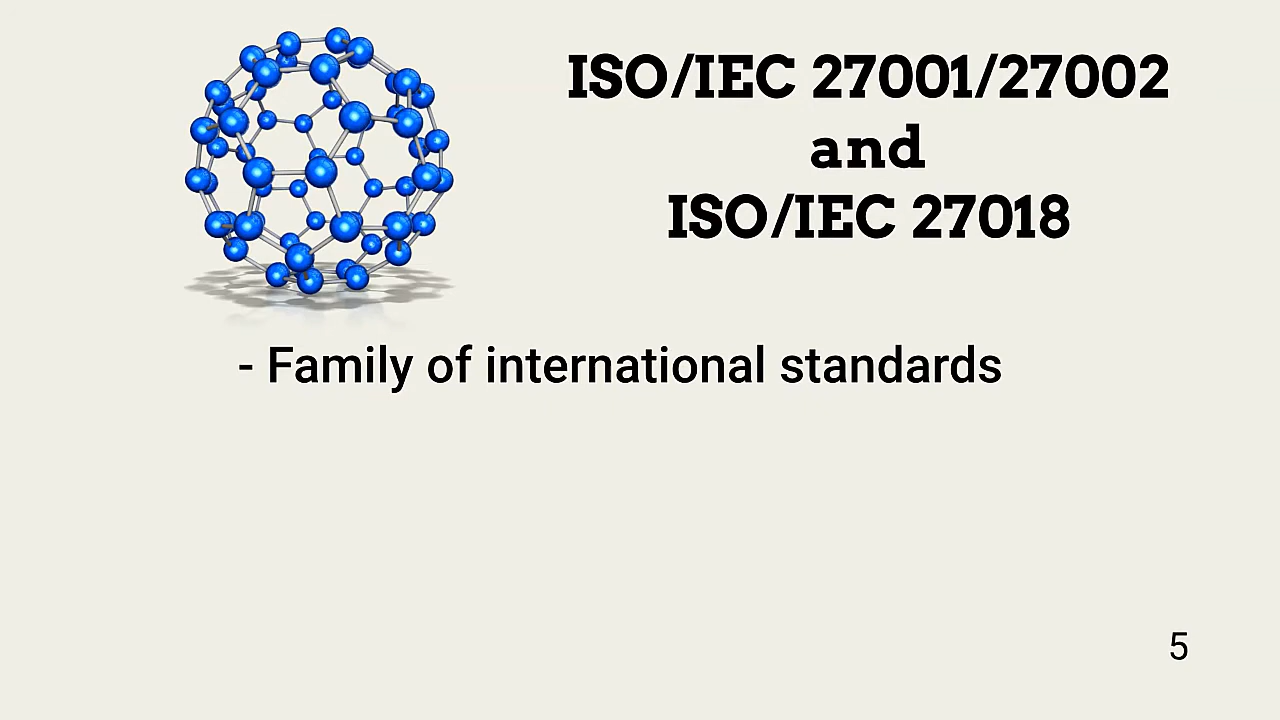 ISO/IEC 27001/27002
and
ISO/IEC 27018
- Family of international standards
5